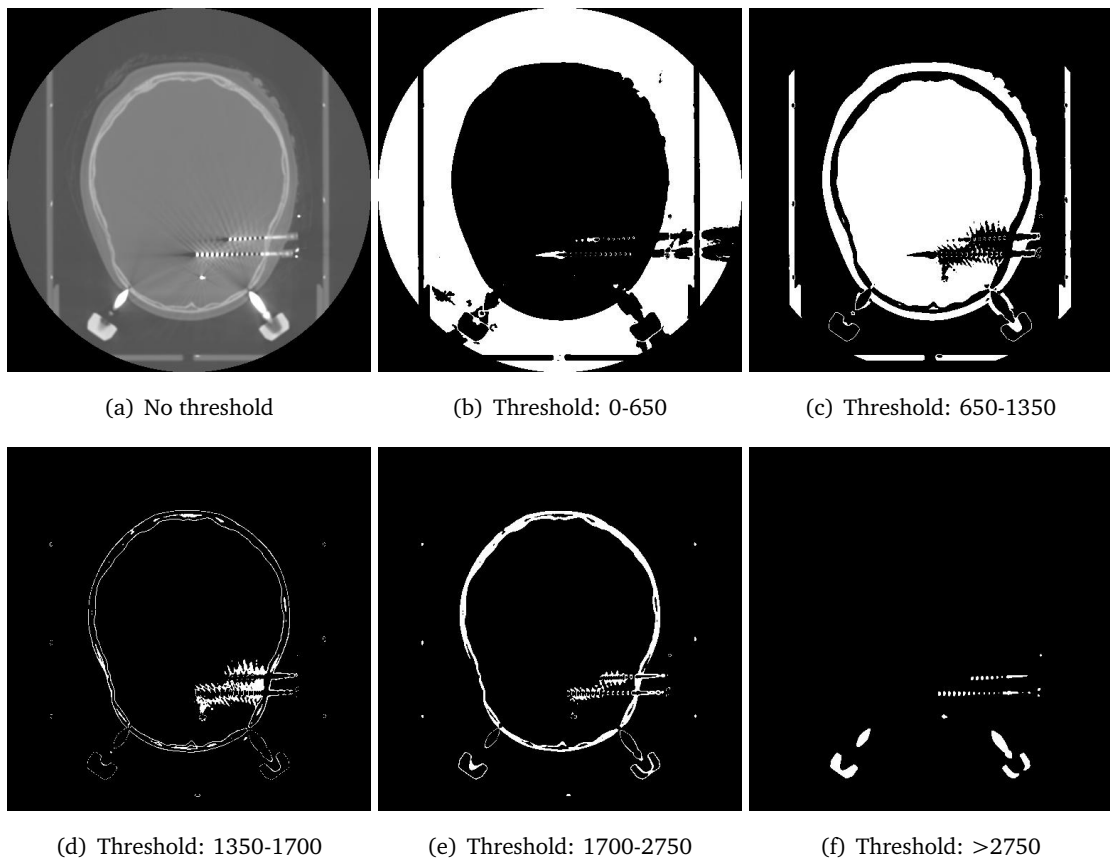 (a) No threshold
(b) Threshold: 0-650
(c) Threshold: 650-1350
(d) Threshold: 1350-1700
(e) Threshold: 1700-2750
(f) Threshold: >2750